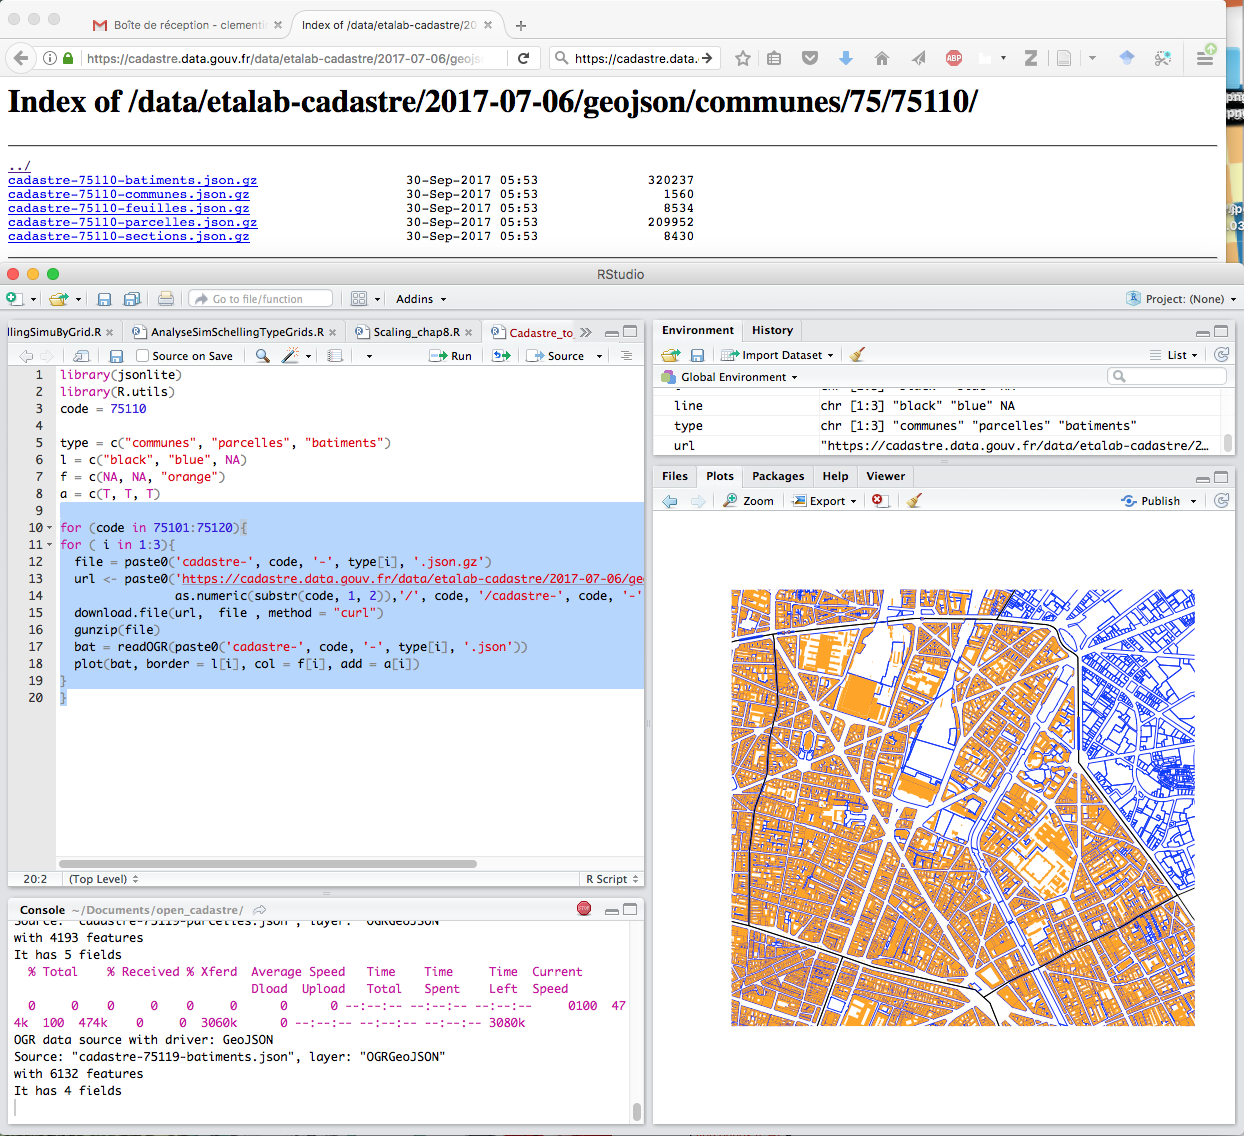 Boîte de réception - clementi
Index of /data/etalab-cadastre/20
https://cadastre.data.gouv.fr/data/etalab-cadastre/2017-07-06/geojs
https://cadastre.data.
ABP
Z
Index of /data/etalab-cadastre/2017-07-06/geojson/communes/75/75110/
../
cadastre-75110-batiments.json.gz 30-Sep-2017 05:53 320237
cadastre-75110-communes.json.gz 30-Sep-2017 05:53 1560
cadastre-75110-feuilles.json.gz 30-Sep-2017 05:53 8534
cadastre-75110-parcelles.json.gz 30-Sep-2017 05:53 209952
cadastre-75110-sections.json.gz 30-Sep-2017 05:53 8430
RStudio
Go to file/function
Addins
Project: (None)
llingSimuByGrid.R
AnalyseSimSchellingTypeGrids.R
Scaling_chap8.R
Cadastre_to
Source on Save
Run
Source
1 library(jsonlite)
2 library(R.utils)
3 code = 75110
4
5 type = c("communes", "parcelles", "batiments")
6 l = c("black", "blue", NA)
7 f = c(NA, NA, "orange")
8 a = c(T, T, T)
9
10 for (code in 75101:75120){
11 for ( i in 1:3){
12 file = paste0('cadastre-', code, '-', type[i], '.json.gz')
13 url <- paste0('https://cadastre.data.gouv.fr/data/etalab-cadastre/2017-07-06/geo
14 as.numeric(substr(code, 1, 2)),'/', code, '/cadastre-', code, '-'
15 download.file(url, file , method = "curl")
16 gunzip(file)
17 bat = readOGR(paste0('cadastre-', code, '-', type[i], '.json'))
18 plot(bat, border = l[i], col = f[i], add = a[i])
19 }
20 }
20:2 (Top Level) R Script
Console ~/Documents/open_cadastre/
Source: "cadastre-75119-parcelles.json", layer: "OGRGeoJSON"
with 4193 features
It has 5 fields
% Total % Received % Xferd Average Speed Time Time Time Current
Dload Upload Total Spent Left Speed
0 0 0 0 0 0 0 0 --:--:-- --:--:-- --:--:-- 0100 47
4k 100 474k 0 0 3060k 0 --:--:-- --:--:-- --:--:-- 3080k
OGR data source with driver: GeoJSON
Source: "cadastre-75119-batiments.json", layer: "OGRGeoJSON"
with 6132 features
It has 4 fields
Environment History
Import Dataset
List
Global Environment
line chr [1:3] "black" "blue" NA
type chr [1:3] "communes" "parcelles" "batiments"
url "https://cadastre.data.gouv.fr/data/etalab-cadastre/2…
Files Plots Packages Help Viewer
Zoom Export Publish